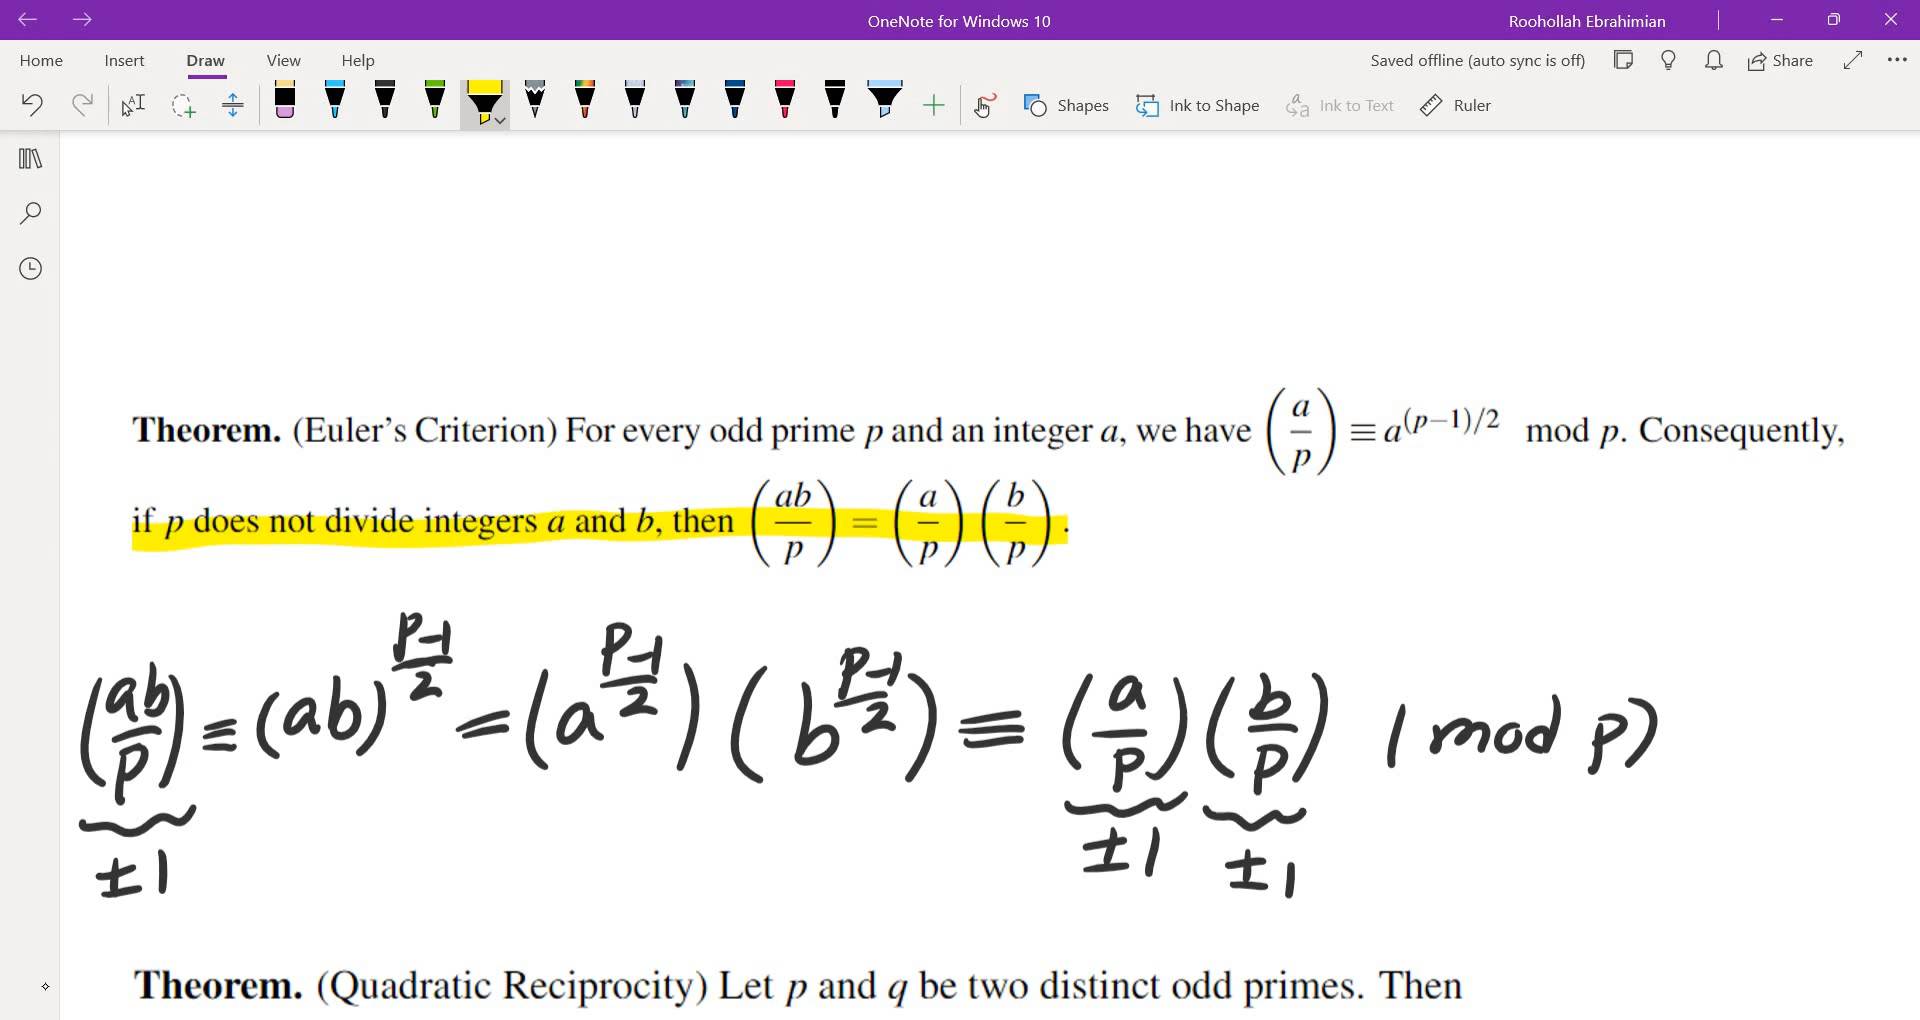 OneNote for Windows 10
Roohollah Ebrahimian
Home Insert Draw View Help
Saved offline (auto sync is off) Share
Shapes Ink to Shape Ink to Text Ruler
Theorem. (Euler's Criterion) For every odd prime p and an integer a, we have (a/p) ≡ a^{(p−1)/2} mod p. Consequently,
if p does not divide integers a and b, then (ab/p) = (a/p)(b/p).
(ab/p) ≡ (ab)^{(p-1)/2} = (a^{(p-1)/2})(b^{(p-1)/2}) ≡ (a/p)(b/p) (mod p)
±1 ±1 ±1
Theorem. (Quadratic Reciprocity) Let p and q be two distinct odd primes. Then